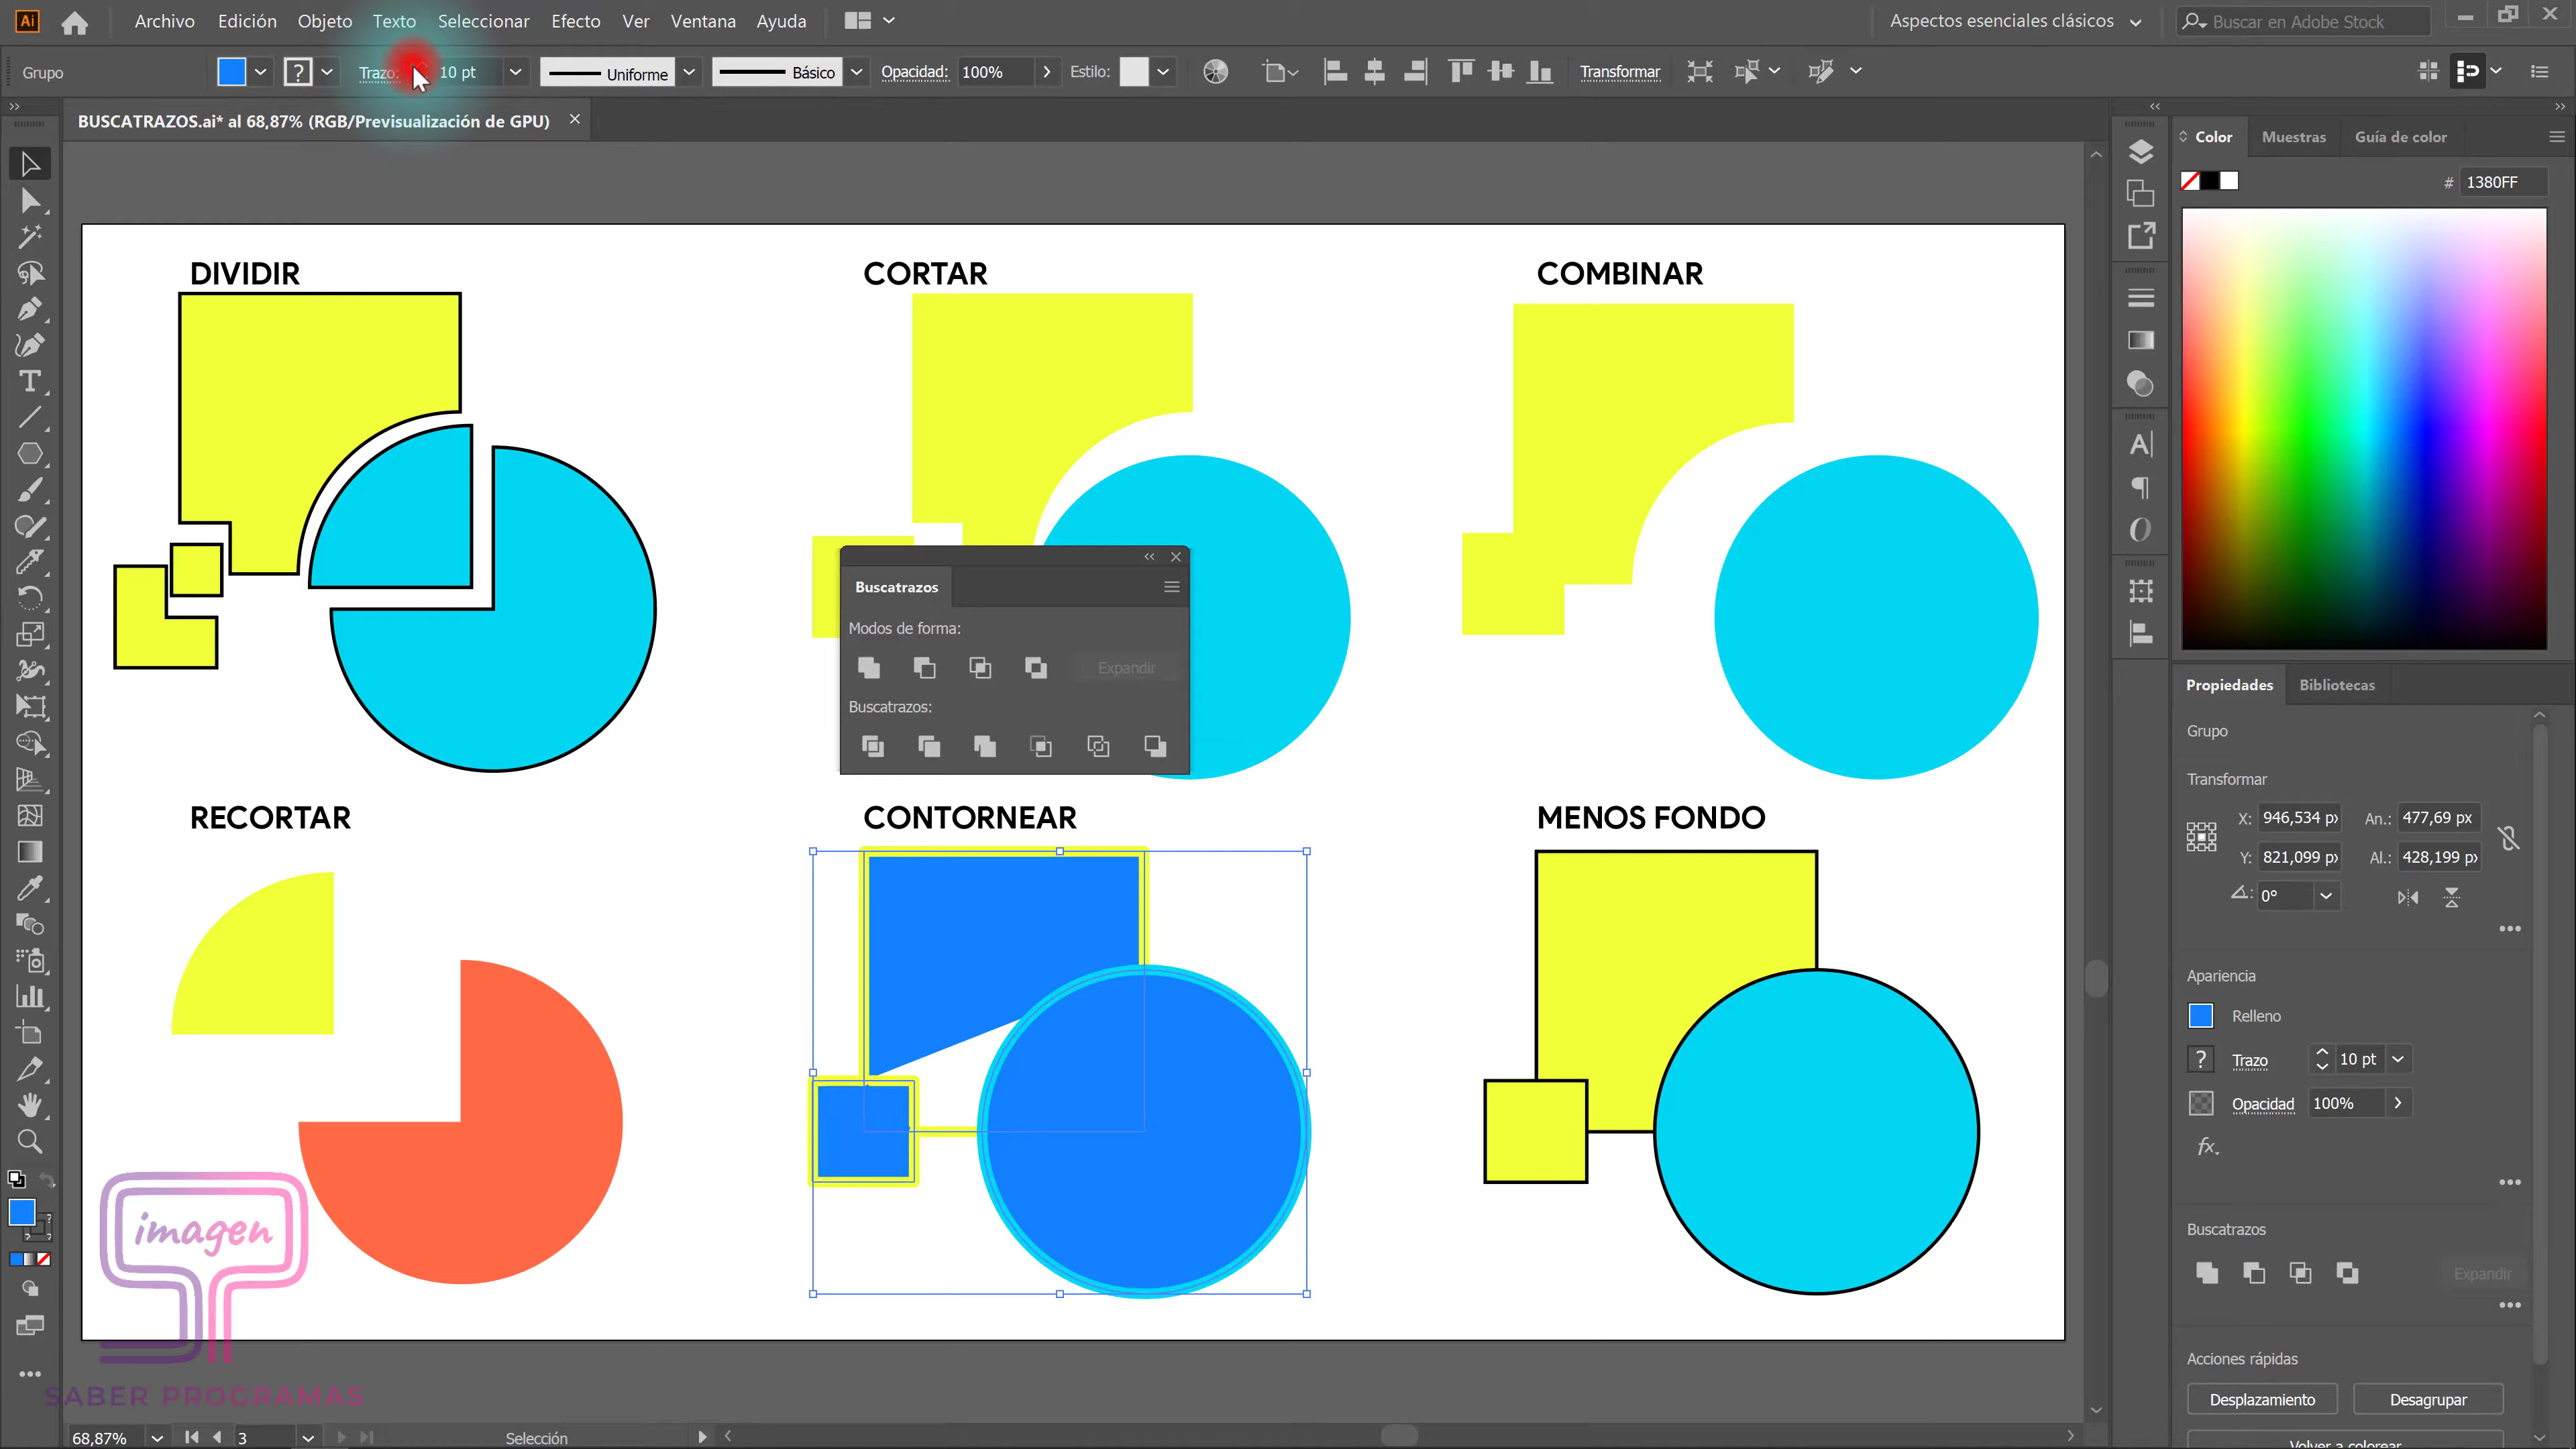 Ai Archivo Edición Objeto Texto Seleccionar Efecto Ver Ventana Ayuda Aspectos esenciales clásicos Buscar en Adobe Stock
Grupo ? Trazo: 10 pt Uniforme Básico Opacidad: 100% Estilo: Transformar
BUSCATRAZOS.ai* al 68,87% (RGB/Previsualización de GPU)
Color Muestras Guía de color
# 1380FF
DIVIDIR CORTAR COMBINAR
Buscatrazos
Modos de forma:
Expandir
Buscatrazos:
RECORTAR CONTORNEAR MENOS FONDO
imagen
SABER PROGRAMAS
Propiedades Bibliotecas
Grupo
Transformar
X: 946,534 px An.: 477,69 px
Y: 821,099 px Al.: 428,199 px
0°
Apariencia
Relleno
? Trazo 10 pt
Opacidad 100%
fx.
Buscatrazos
Expandir
Acciones rápidas
Desplazamiento Desagrupar
Volver a colorear
68,87% 3 Selección